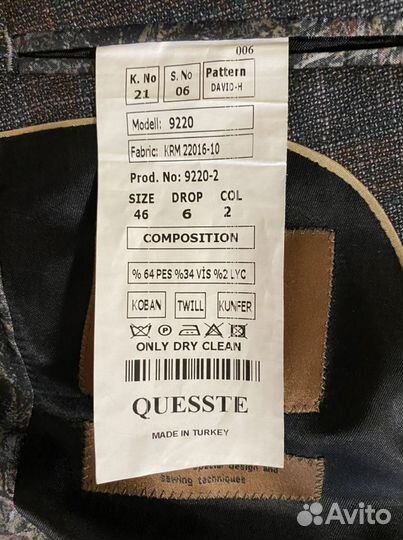 006
K. No S. No Pattern
21 06 DAVID-H
Modell: 9220
Fabric: KRM 22016-10
Prod. No: 9220-2
SIZE DROP COL
46 6 2
COMPOSITION
% 64 PES %34 VİS %2 LYC
KOBAN TWILL KUNFER
ONLY DRY CLEAN
QUESSTE
MADE IN TURKEY
special design and
sewing techniques
Avito